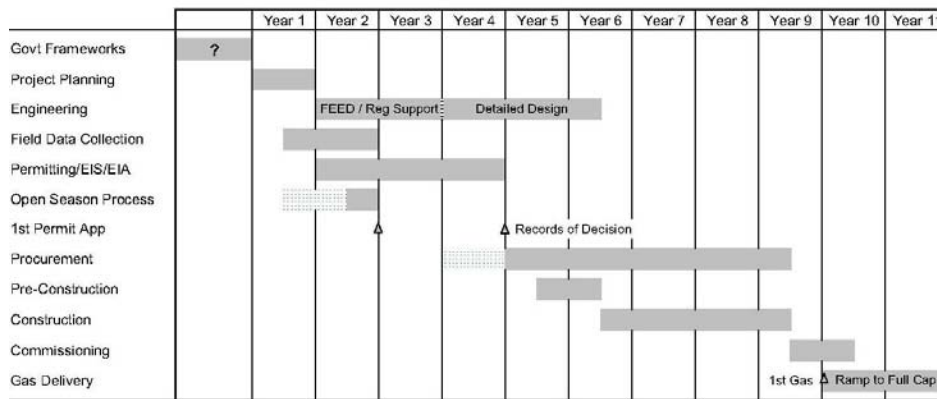 Year 1 Year 2 Year 3 Year 4 Year 5 Year 6 Year 7 Year 8 Year 9 Year 10 Year 11
Govt Frameworks ?
Project Planning
Engineering FEED / Reg Support Detailed Design
Field Data Collection
Permitting/EIS/EIA
Open Season Process
1st Permit App Records of Decision
Procurement
Pre-Construction
Construction
Commissioning
Gas Delivery 1st Gas Ramp to Full Cap